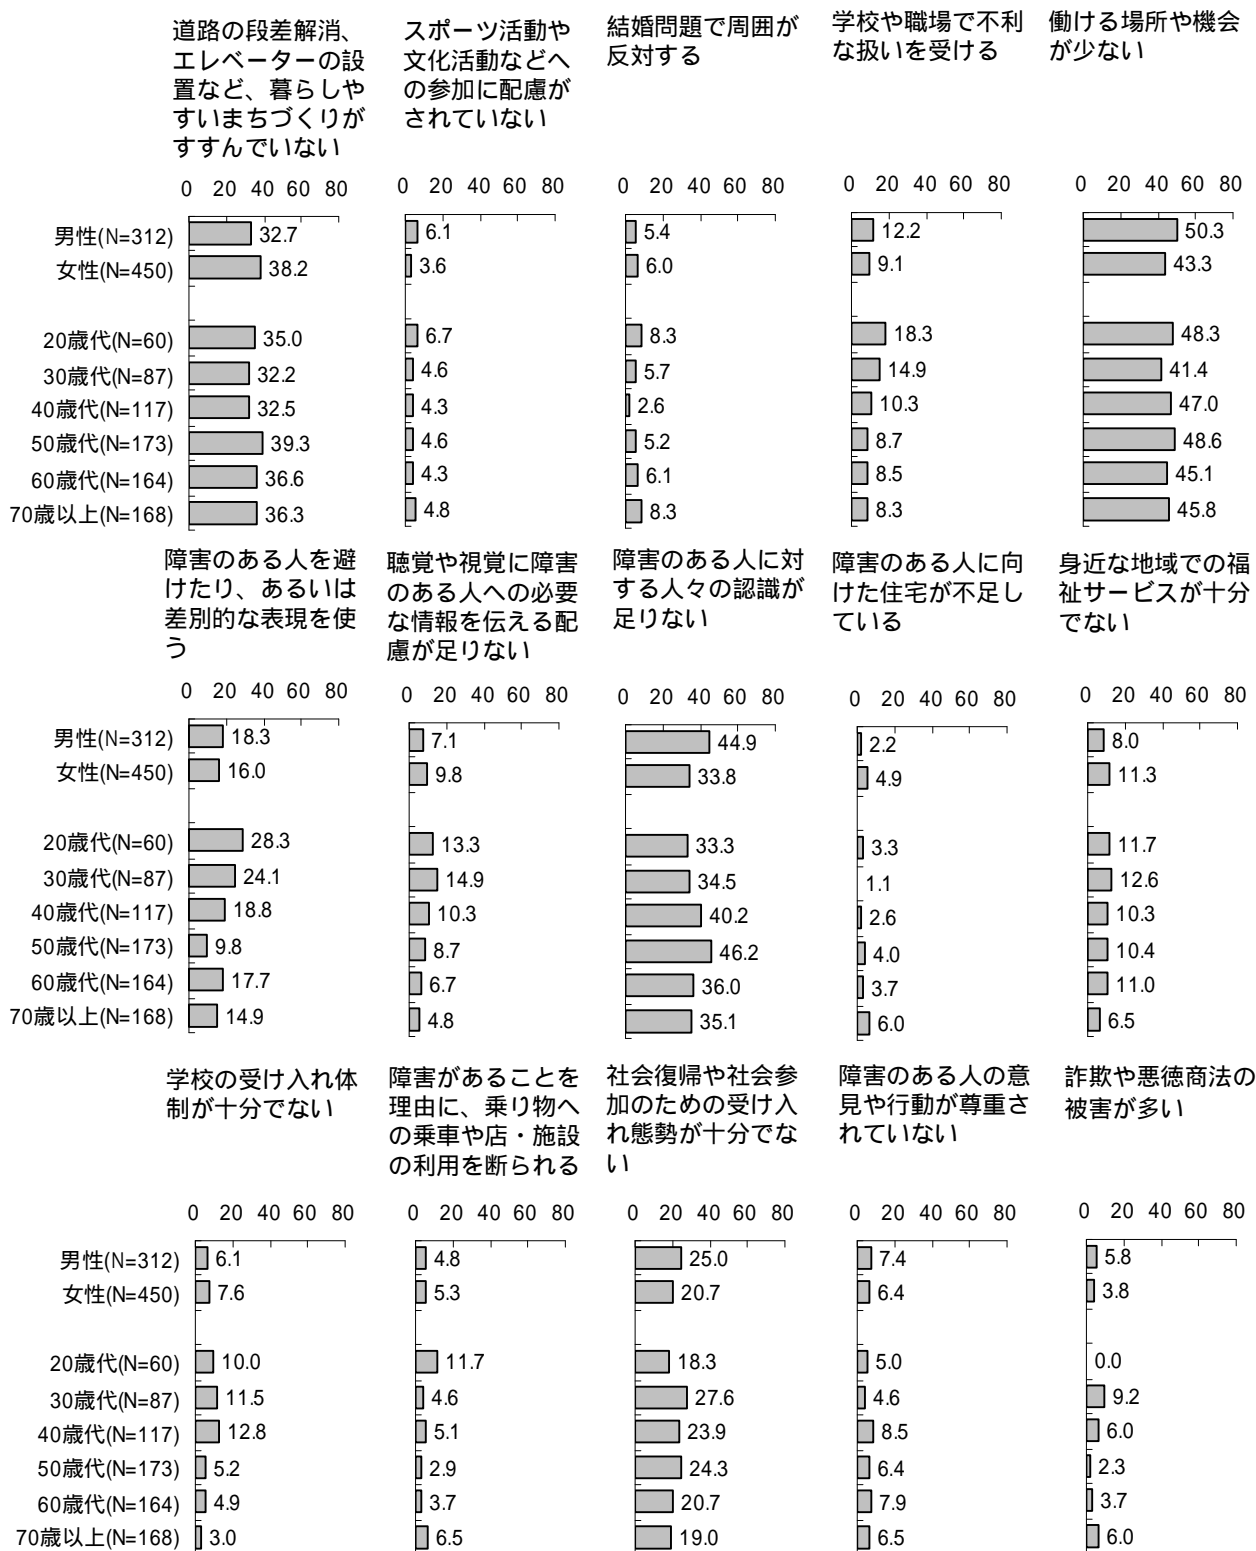 道路の段差解消、
エレベーターの設
置など、暮らしや
すいまちづくりが
すすんでいない
スポーツ活動や
文化活動などへ
の参加に配慮が
されていない
結婚問題で周囲が
反対する
学校や職場で不利
な扱いを受ける
働ける場所や機会
が少ない
0 20 40 60 80 0 20 40 60 80 0 20 40 60 80 0 20 40 60 80 0 20 40 60 80
男性(N=312) 32.7 6.1 5.4 12.2 50.3
女性(N=450) 38.2 3.6 6.0 9.1 43.3
20歳代(N=60) 35.0 6.7 8.3 18.3 48.3
30歳代(N=87) 32.2 4.6 5.7 14.9 41.4
40歳代(N=117) 32.5 4.3 2.6 10.3 47.0
50歳代(N=173) 39.3 4.6 5.2 8.7 48.6
60歳代(N=164) 36.6 4.3 6.1 8.5 45.1
70歳以上(N=168) 36.3 4.8 8.3 8.3 45.8
障害のある人を避
けたり、あるいは
差別的な表現を使
う
聴覚や視覚に障害
のある人への必要
な情報を伝える配
慮が足りない
障害のある人に対
する人々の認識が
足りない
障害のある人に向
けた住宅が不足し
ている
身近な地域での福
祉サービスが十分
でない
0 20 40 60 80 0 20 40 60 80 0 20 40 60 80 0 20 40 60 80 0 20 40 60 80
男性(N=312) 18.3 7.1 44.9 2.2 8.0
女性(N=450) 16.0 9.8 33.8 4.9 11.3
20歳代(N=60) 28.3 13.3 33.3 3.3 11.7
30歳代(N=87) 24.1 14.9 34.5 1.1 12.6
40歳代(N=117) 18.8 10.3 40.2 2.6 10.3
50歳代(N=173) 9.8 8.7 46.2 4.0 10.4
60歳代(N=164) 17.7 6.7 36.0 3.7 11.0
70歳以上(N=168) 14.9 4.8 35.1 6.0 6.5
学校の受け入れ体
制が十分でない
障害があることを
理由に、乗り物へ
の乗車や店・施設
の利用を断られる
社会復帰や社会参
加のための受け入
れ態勢が十分でな
い
障害のある人の意
見や行動が尊重さ
れていない
詐欺や悪徳商法の
被害が多い
0 20 40 60 80 0 20 40 60 80 0 20 40 60 80 0 20 40 60 80 0 20 40 60 80
男性(N=312) 6.1 4.8 25.0 7.4 5.8
女性(N=450) 7.6 5.3 20.7 6.4 3.8
20歳代(N=60) 10.0 11.7 18.3 5.0 0.0
30歳代(N=87) 11.5 4.6 27.6 4.6 9.2
40歳代(N=117) 12.8 5.1 23.9 8.5 6.0
50歳代(N=173) 5.2 2.9 24.3 6.4 2.3
60歳代(N=164) 4.9 3.7 20.7 7.9 3.7
70歳以上(N=168) 3.0 6.5 19.0 6.5 6.0